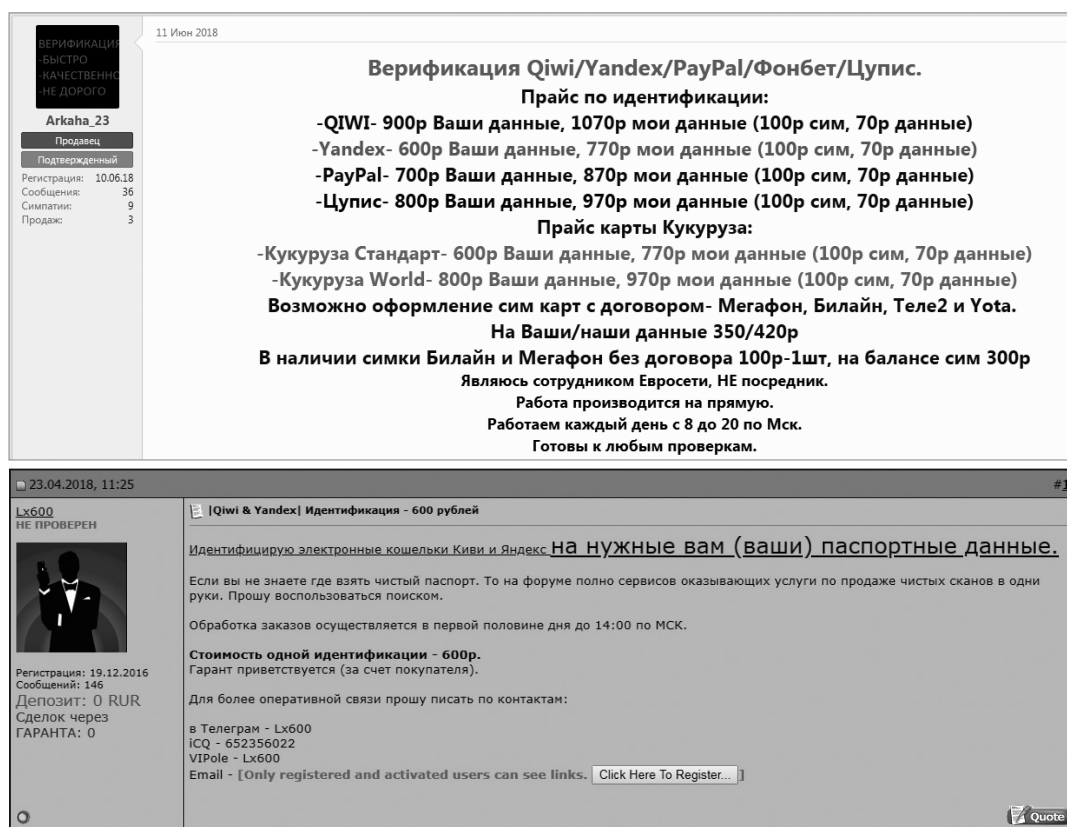 ВЕРИФИКАЦИЯ
-БЫСТРО
-КАЧЕСТВЕННО
-НЕ ДОРОГО
Arkaha_23
Продавец
Подтвержденный
Регистрация: 10.06.18
Сообщения: 36
Симпатии: 9
Продаж: 3
11 Июн 2018
Верификация Qiwi/Yandex/PayPal/Фонбет/Цупис.
Прайс по идентификации:
-QIWI- 900р Ваши данные, 1070р мои данные (100р сим, 70р данные)
-Yandex- 600р Ваши данные, 770р мои данные (100р сим, 70р данные)
-PayPal- 700р Ваши данные, 870р мои данные (100р сим, 70р данные)
-Цупис- 800р Ваши данные, 970р мои данные (100р сим, 70р данные)
Прайс карты Кукуруза:
-Кукуруза Стандарт- 600р Ваши данные, 770р мои данные (100р сим, 70р данные)
-Кукуруза World- 800р Ваши данные, 970р мои данные (100р сим, 70р данные)
Возможно оформление сим карт с договором- Мегафон, Билайн, Теле2 и Yota.
На Ваши/наши данные 350/420р
В наличии симки Билайн и Мегафон без договора 100р-1шт, на балансе сим 300р
Являюсь сотрудником Евросети, НЕ посредник.
Работа производится на прямую.
Работаем каждый день с 8 до 20 по Мск.
Готовы к любым проверкам.
23.04.2018, 11:25 #1
Lx600
НЕ ПРОВЕРЕН
Регистрация: 19.12.2016
Сообщений: 146
Депозит: 0 RUR
Сделок через
ГАРАНТА: 0
|Qiwi & Yandex| Идентификация - 600 рублей
Идентифицирую электронные кошельки Киви и Яндекс на нужные вам (ваши) паспортные данные.
Если вы не знаете где взять чистый паспорт. То на форуме полно сервисов оказывающих услуги по продаже чистых сканов в одни
руки. Прошу воспользоваться поиском.
Обработка заказов осуществляется в первой половине дня до 14:00 по МСК.
Стоимость одной идентификации - 600р.
Гарант приветствуется (за счет покупателя).
Для более оперативной связи прошу писать по контактам:
в Телеграм - Lx600
iCQ - 652356022
VIPole - Lx600
Email - [Only registered and activated users can see links. Click Here To Register... ]
Quote